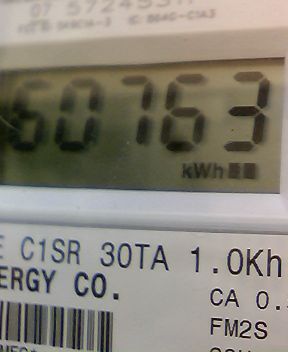 60763
kWh
E C1SR 30TA 1.0Kh
ERGY CO.
CA 0.
FM2S